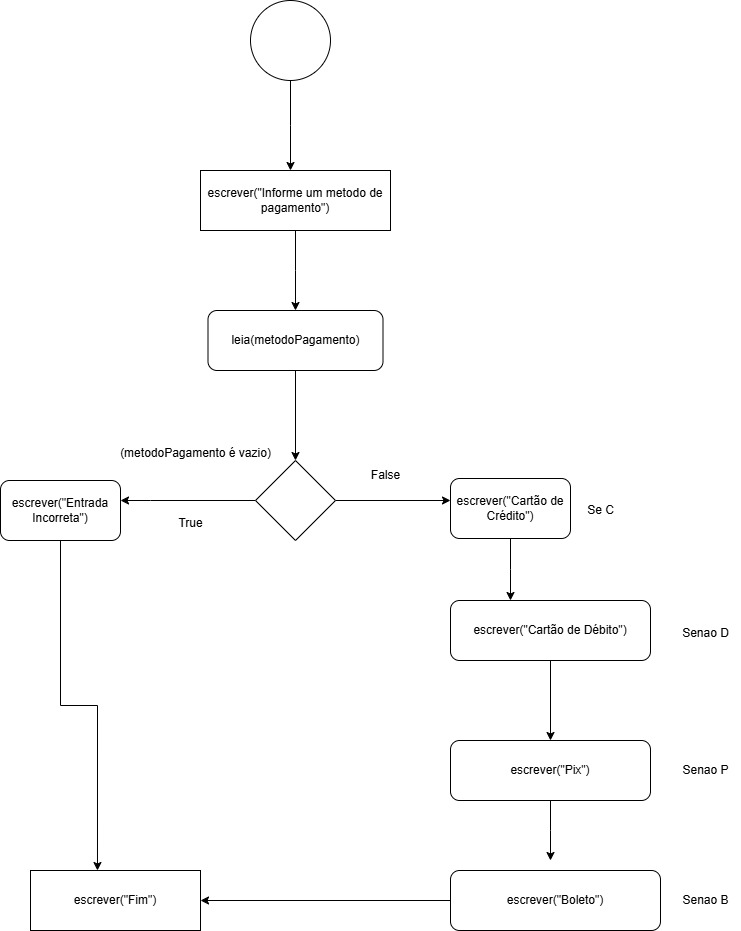 escrever("Informe um metodo de
pagamento")
leia(metodoPagamento)
(metodoPagamento é vazio)
False
escrever("Entrada
Incorreta")
True
escrever("Cartão de
Crédito")
Se C
escrever("Cartão de Débito")
Senao D
escrever("Pix")
Senao P
escrever("Fim")
escrever("Boleto")
Senao B